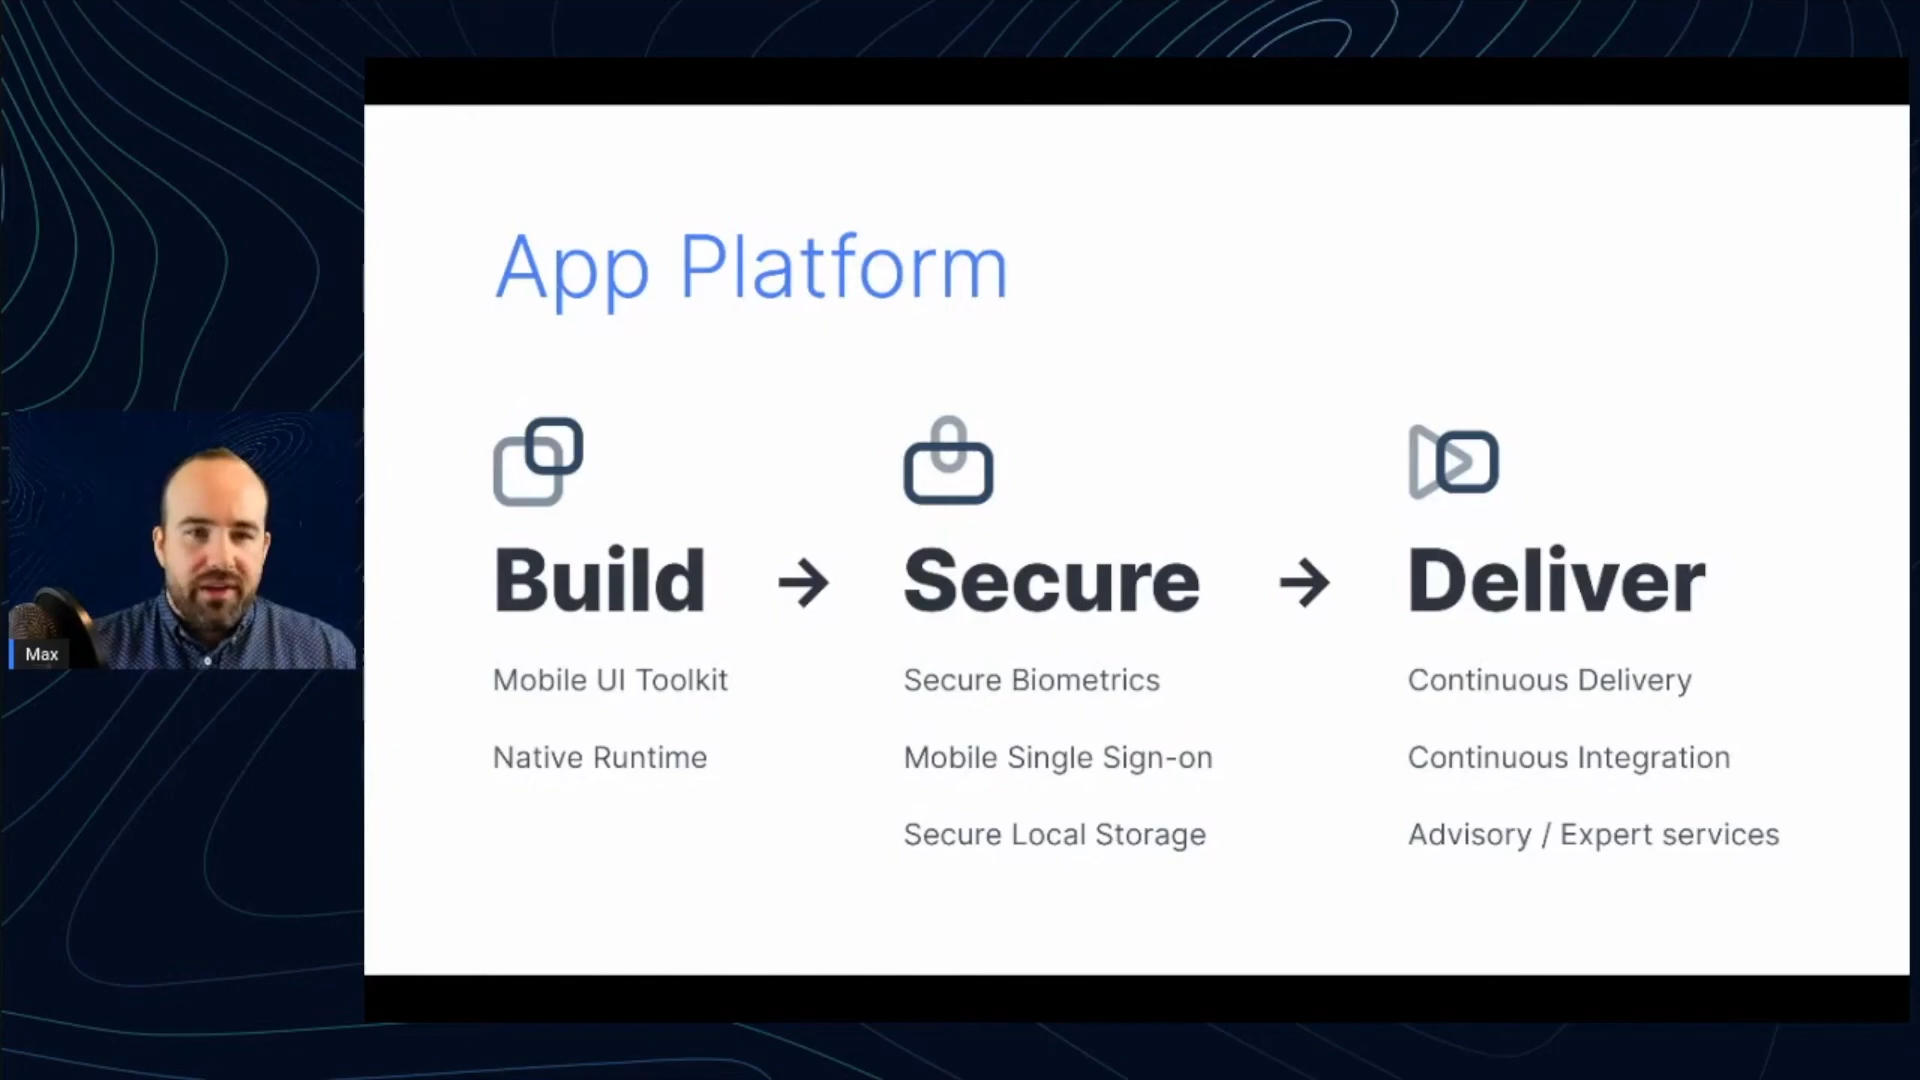 App Platform
Build → Secure → Deliver
Mobile UI Toolkit
Native Runtime
Secure Biometrics
Mobile Single Sign-on
Secure Local Storage
Continuous Delivery
Continuous Integration
Advisory / Expert services
Max